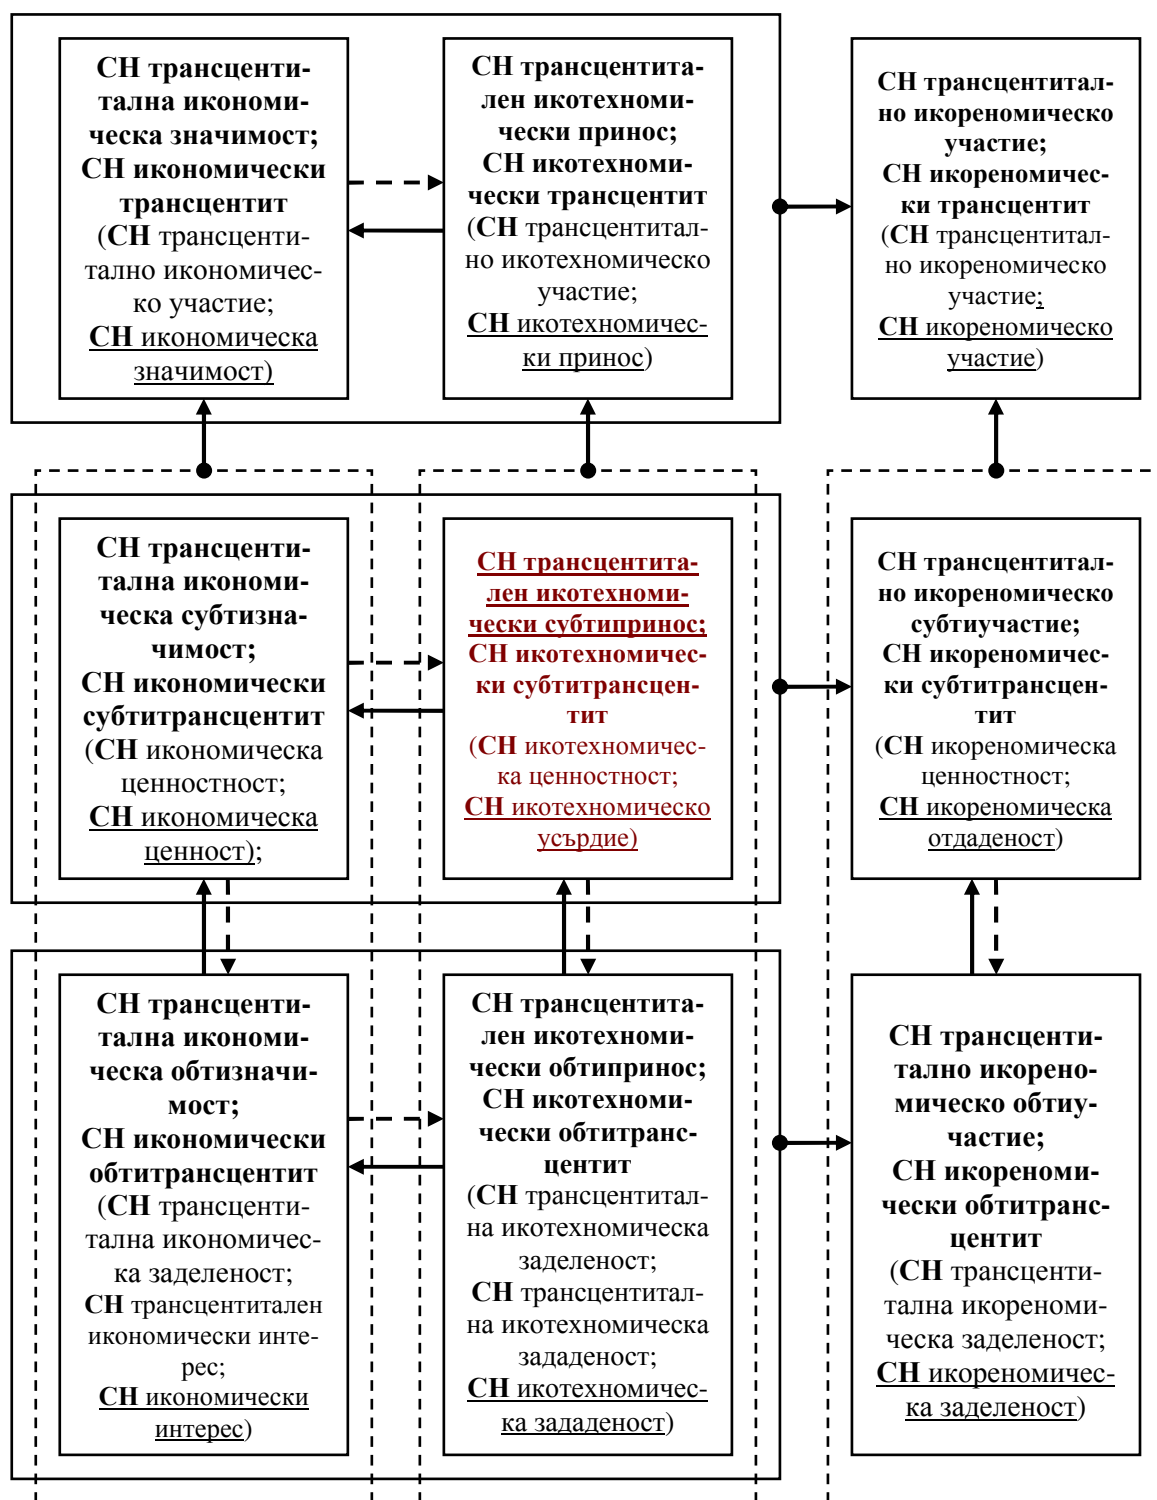 СН трансценти-
тална икономи-
ческа значимост;
СН икономически
трансцентит
(СН трансценти-
тално икономичес-
ко участие;
СН икономическа
значимост)
СН трансцентита-
лен икотехноми-
чески принос;
СН икотехноми-
чески трансцентит
(СН трансцентитал-
но икотехномическо
участие;
СН икотехномичес-
ки принос)
СН трансцентитал-
но икореномическо
участие;
СН икореномичес-
ки трансцентит
(СН трансцентитал-
но икореномическо
участие;
СН икореномическо
участие)
СН трансценти-
тална икономи-
ческа субтизна-
чимост;
СН икономически
субтитрансцентит
(СН икономическа
ценностност;
СН икономическа
ценност);
СН трансцентита-
лен икотехноми-
чески субтипринос;
СН икотехномичес-
ки субтитрансцен-
тит
(СН икотехномичес-
ка ценностност;
СН икотехномическо
усърдие)
СН трансцентитал-
но икореномическо
субтиучастие;
СН икореномичес-
ки субтитрансцен-
тит
(СН икореномическа
ценностност;
СН икореномическа
отдаденост)
СН трансценти-
тална икономи-
ческа обтизначи-
мост;
СН икономически
обтитрансцентит
(СН трансценти-
тална икономичес-
ка заделеност;
СН трансцентитален
икономически инте-
рес;
СН икономически
интерес)
СН трансцентита-
лен икотехноми-
чески обтипринос;
СН икотехноми-
чески обтитранс-
центит
(СН трансцентитал-
на икотехномическа
заделеност;
СН трансцентитал-
на икотехномическа
зададеност;
СН икотехномичес-
ка зададеност)
СН трансценти-
тално икорено-
мическо обтиу-
частие;
СН икореноми-
чески обтитранс-
центит
(СН трансценти-
тална икореноми-
ческа заделеност;
СН икореномичес-
ка заделеност)